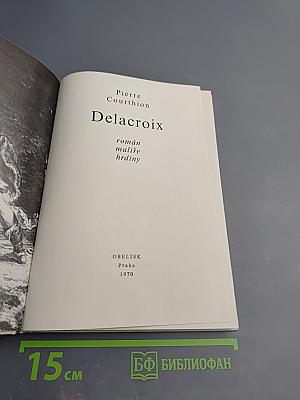 Pierre
Courthion
Delacroix
román
malíře
hrdiny
OBELISK
Praha
1970
15 см
БФ БИБЛИОФАН